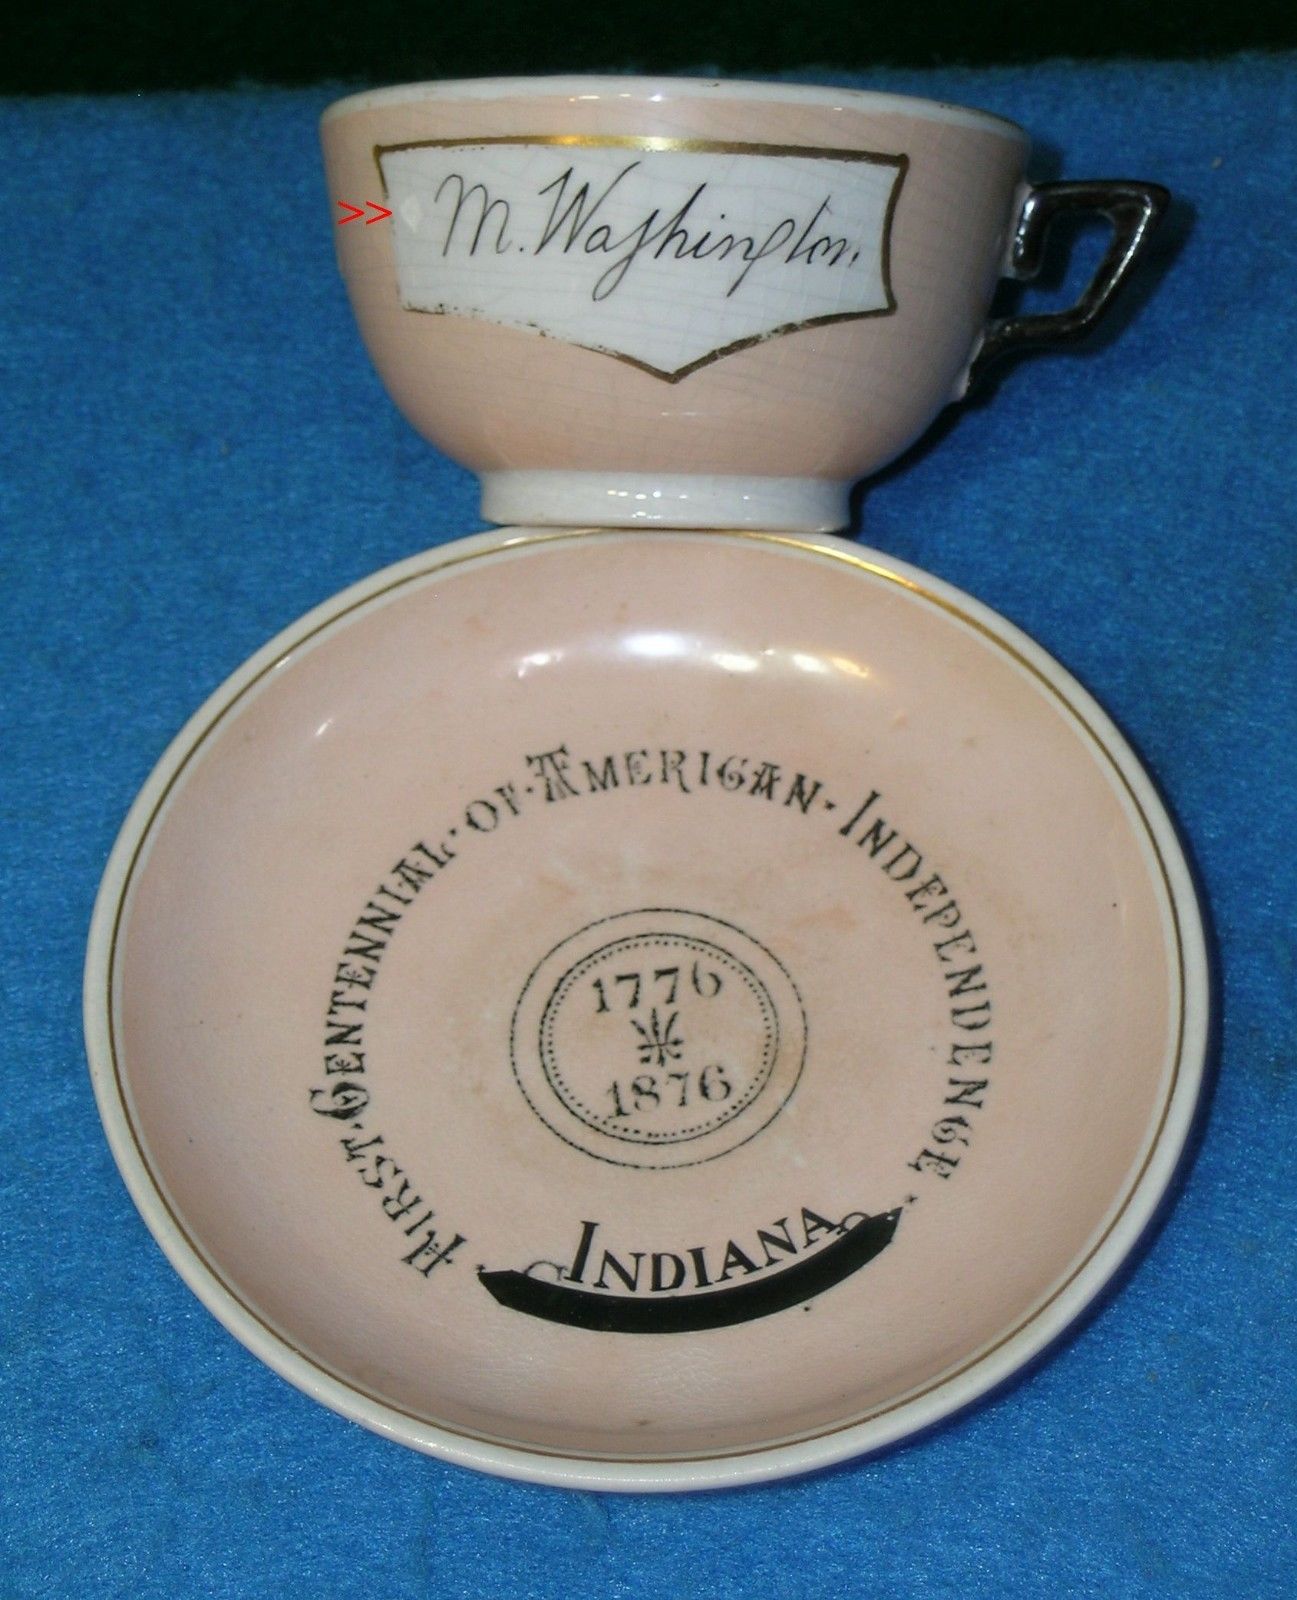 >>
M. Washington.
FIRST · CENTENNIAL · OF · AMERICAN · INDEPENDENCE ·
1776
1876
INDIANA